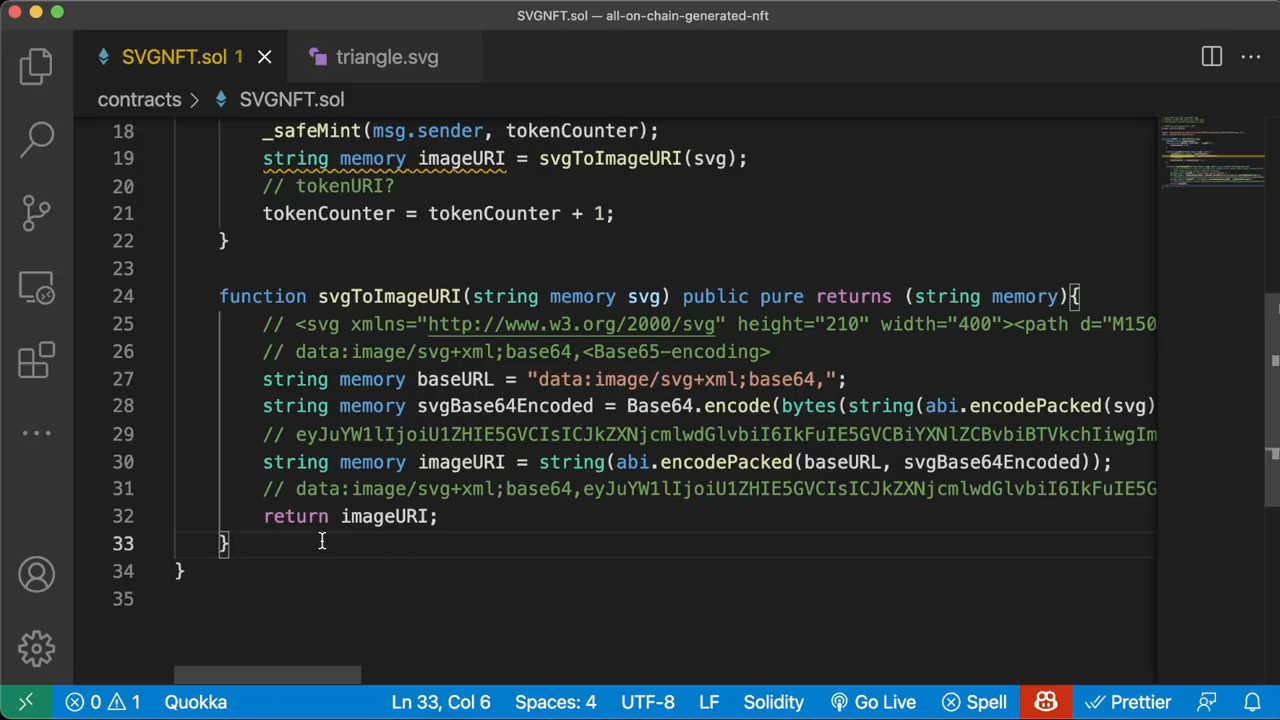 SVGNFT.sol — all-on-chain-generated-nft
SVGNFT.sol 1
triangle.svg
contracts
SVGNFT.sol
18 _safeMint(msg.sender, tokenCounter);
19 string memory imageURI = svgToImageURI(svg);
20 // tokenURI?
21 tokenCounter = tokenCounter + 1;
22 }
23
24 function svgToImageURI(string memory svg) public pure returns (string memory){
25 // <svg xmlns="http://www.w3.org/2000/svg" height="210" width="400"><path d="M150
26 // data:image/svg+xml;base64,<Base65-encoding>
27 string memory baseURL = "data:image/svg+xml;base64,";
28 string memory svgBase64Encoded = Base64.encode(bytes(string(abi.encodePacked(svg)
29 // eyJuYW1lIjoiU1ZHIE5GVCIsICJkZXNjcmlwdGlvbiI6IkFuIE5GVCBiYXNlZCBvbiBTVkchIiwgIm
30 string memory imageURI = string(abi.encodePacked(baseURL, svgBase64Encoded));
31 // data:image/svg+xml;base64,eyJuYW1lIjoiU1ZHIE5GVCIsICJkZXNjcmlwdGlvbiI6IkFuIE5G
32 return imageURI;
33 }
34 }
35
0 1 Quokka Ln 33, Col 6 Spaces: 4 UTF-8 LF Solidity Go Live Spell Prettier